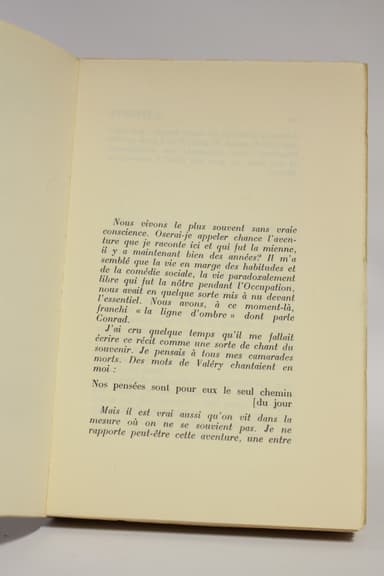 Nous vivons le plus souvent sans vraie
conscience. Oserai-je appeler chance l'aven-
ture que je raconte ici et qui fut la mienne,
il y a maintenant bien des années? Il m'a
semblé que la vie en marge des habitudes et
de la comédie sociale, la vie paradoxalement
libre qui fut la nôtre pendant l'Occupation,
nous avait en quelque sorte mis à nu devant
l'essentiel. Nous avons, à ce moment-là,
franchi « la ligne d'ombre » dont parle
Conrad.
J'ai cru quelque temps qu'il me fallait
écrire ce récit comme une sorte de chant du
souvenir. Je pensais à tous mes camarades
morts. Des mots de Valéry chantaient en
moi :
Nos pensées sont pour eux le seul chemin
[du jour
Mais il est vrai aussi qu'on vit dans la
mesure où on ne se souvient pas. Je ne
rapporte peut-être cette aventure, une entre